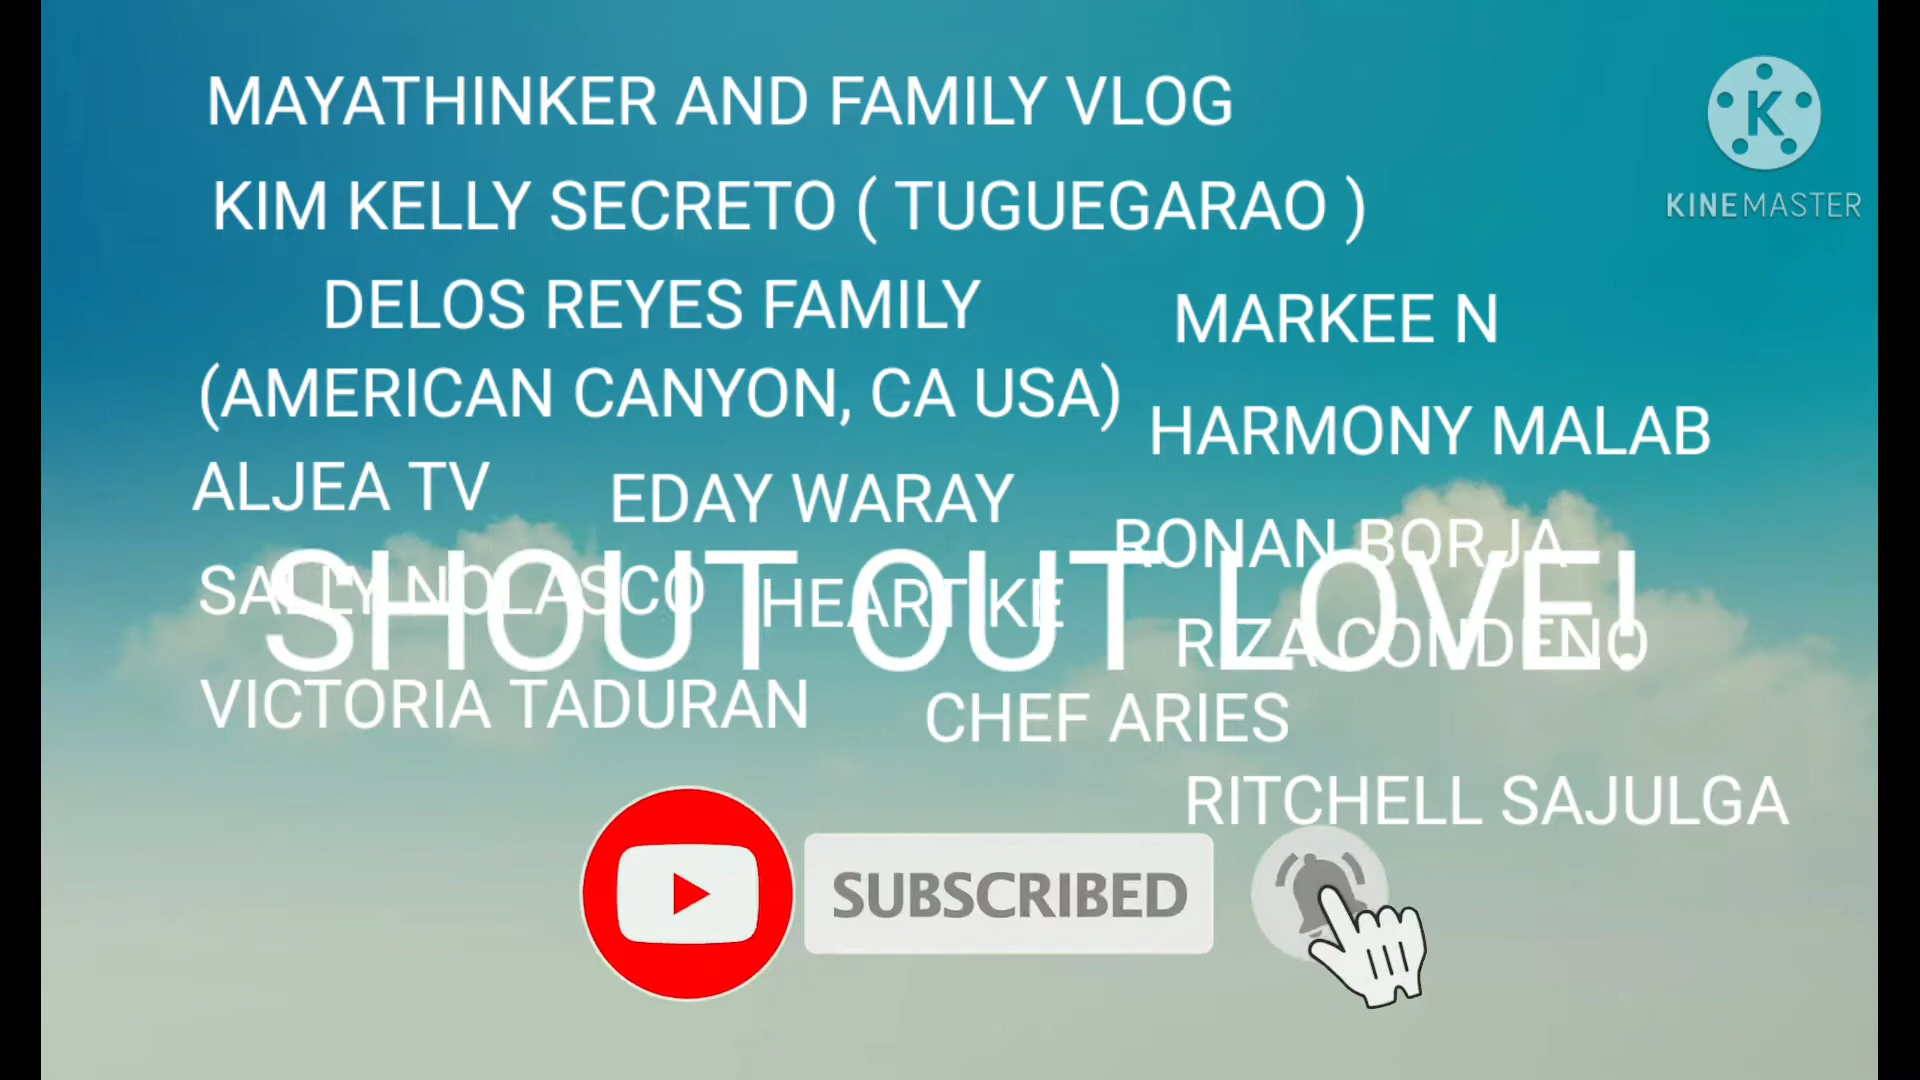 MAYATHINKER AND FAMILY VLOG
KIM KELLY SECRETO ( TUGUEGARAO )
DELOS REYES FAMILY
(AMERICAN CANYON, CA USA)
MARKEE N
HARMONY MALAB
ALJEA TV
EDAY WARAY
RONAN BORJA
SALLY NOLASCO
HEART KE
SHOUT OUT LOVE!
RIZA CONDENO
VICTORIA TADURAN
CHEF ARIES
RITCHELL SAJULGA
SUBSCRIBED
K
KINEMASTER